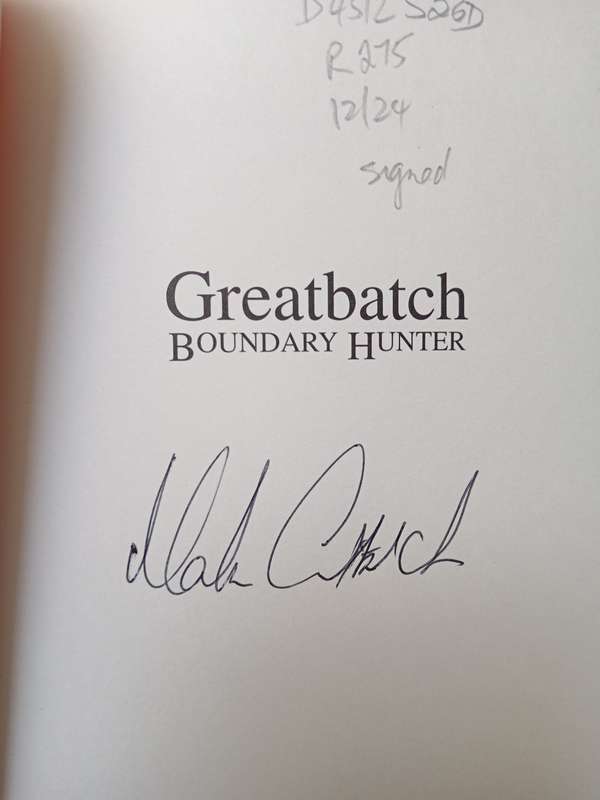 R 275
12/24
signed
Greatbatch
BOUNDARY HUNTER